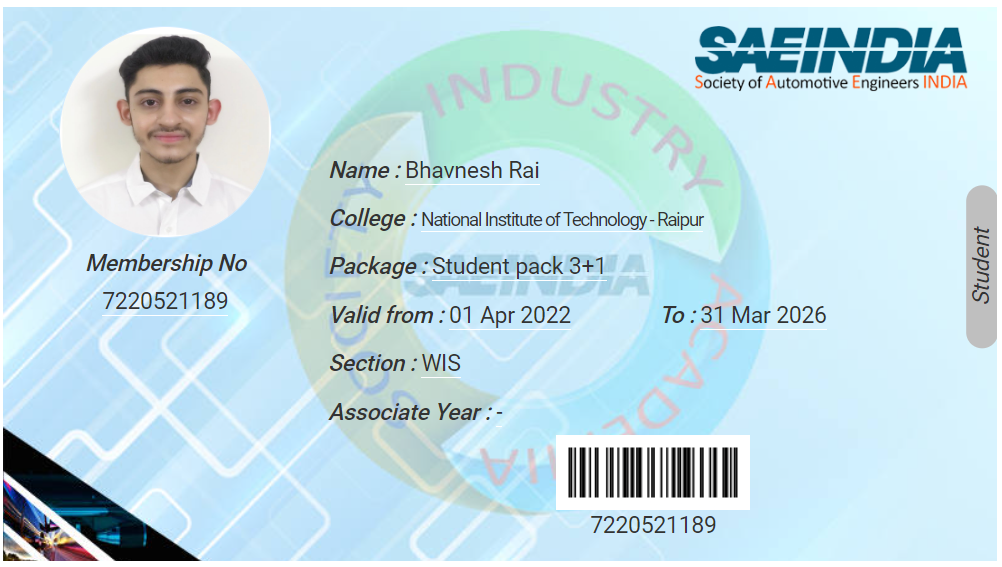 SAEINDIA
Society of Automotive Engineers INDIA
INDUSTRY
ACADEMIA
SOCIETY
SAEINDIA
Name : Bhavnesh Rai
College : National Institute of Technology - Raipur
Package : Student pack 3+1
Valid from : 01 Apr 2022 To : 31 Mar 2026
Section : WIS
Associate Year : -
Membership No
7220521189
Student
7220521189